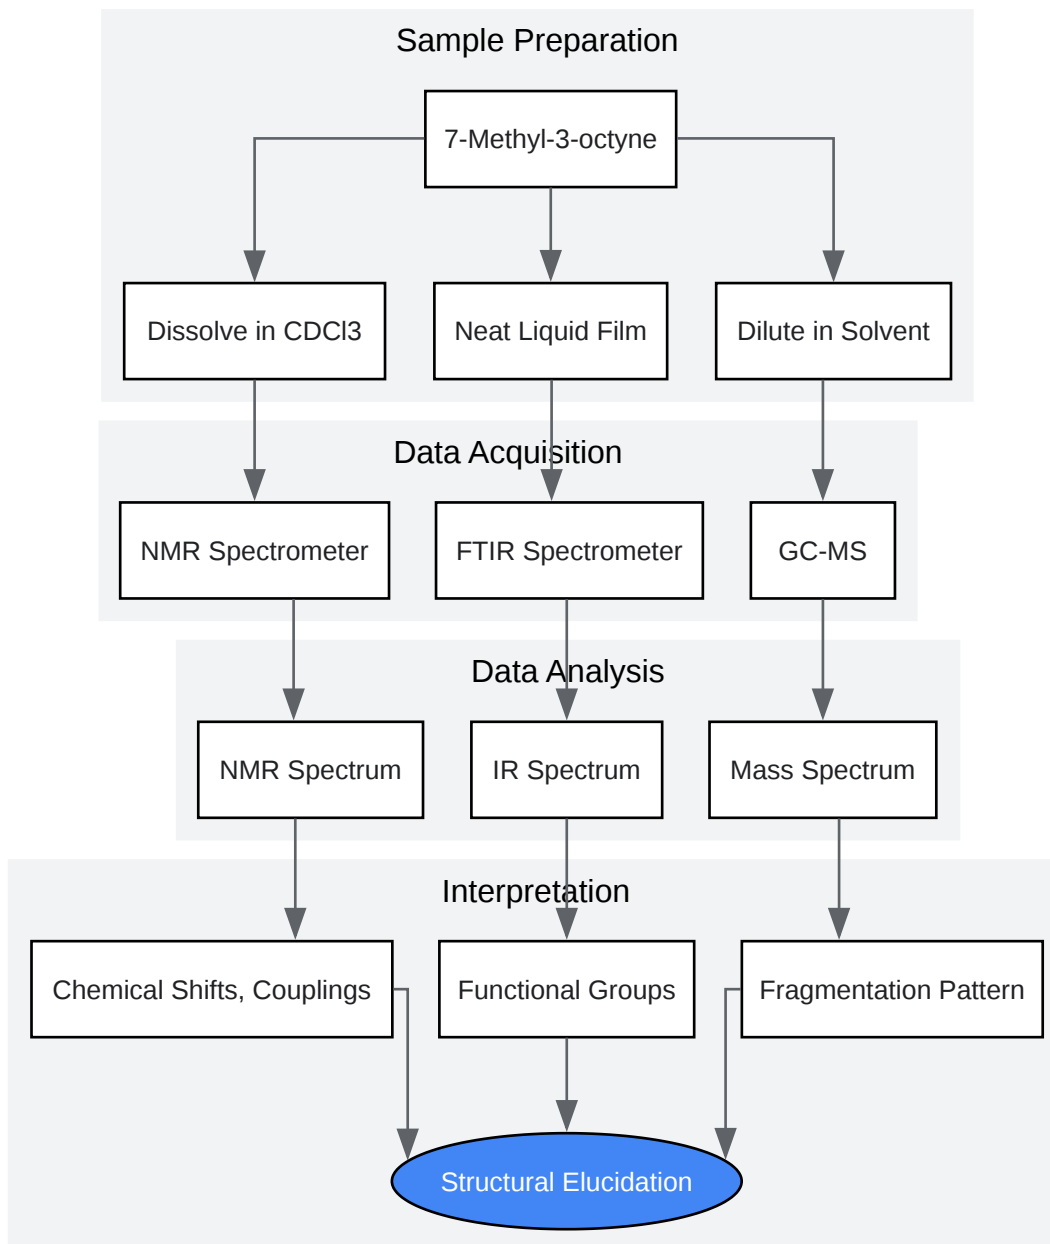 Sample Preparation
7-Methyl-3-octyne
Dissolve in CDCl3
Neat Liquid Film
Dilute in Solvent
Data Acquisition
NMR Spectrometer
FTIR Spectrometer
GC-MS
Data Analysis
NMR Spectrum
IR Spectrum
Mass Spectrum
Interpretation
Chemical Shifts, Couplings
Functional Groups
Fragmentation Pattern
Structural Elucidation